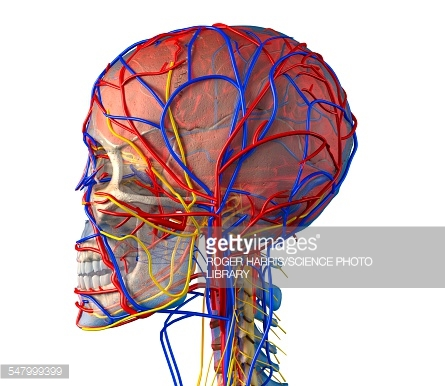 gettyimages
ROGER HARRIS/SCIENCE PHOTO
LIBRARY
547999399